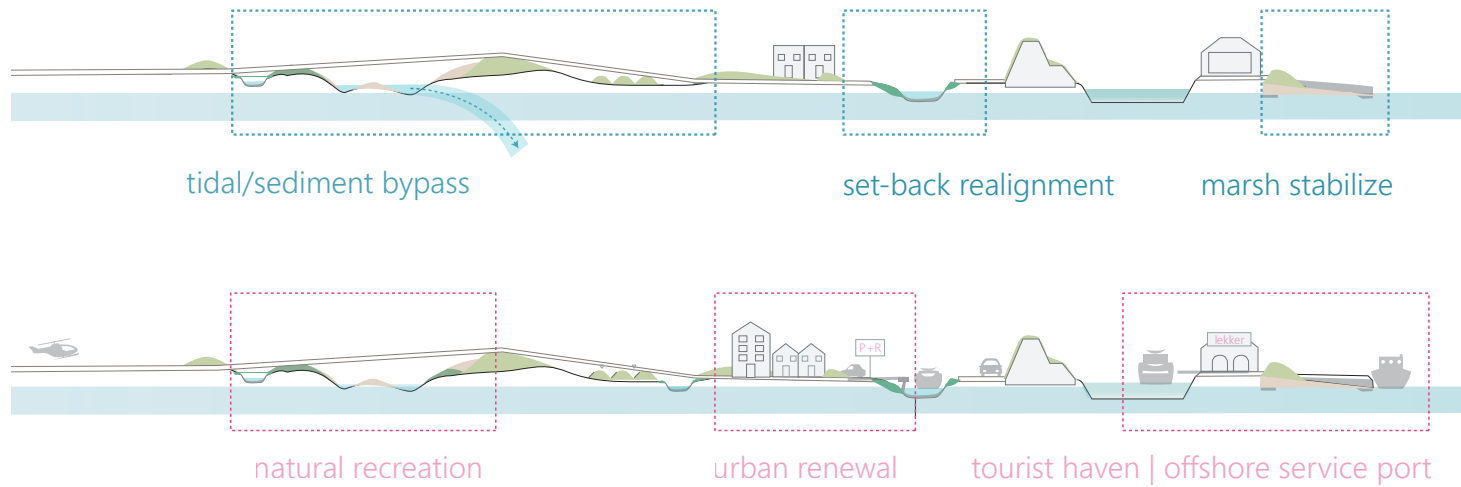 tidal/sediment bypass
set-back realignment
marsh stabilize
P+R
lekker
natural recreation
urban renewal
tourist haven | offshore service port